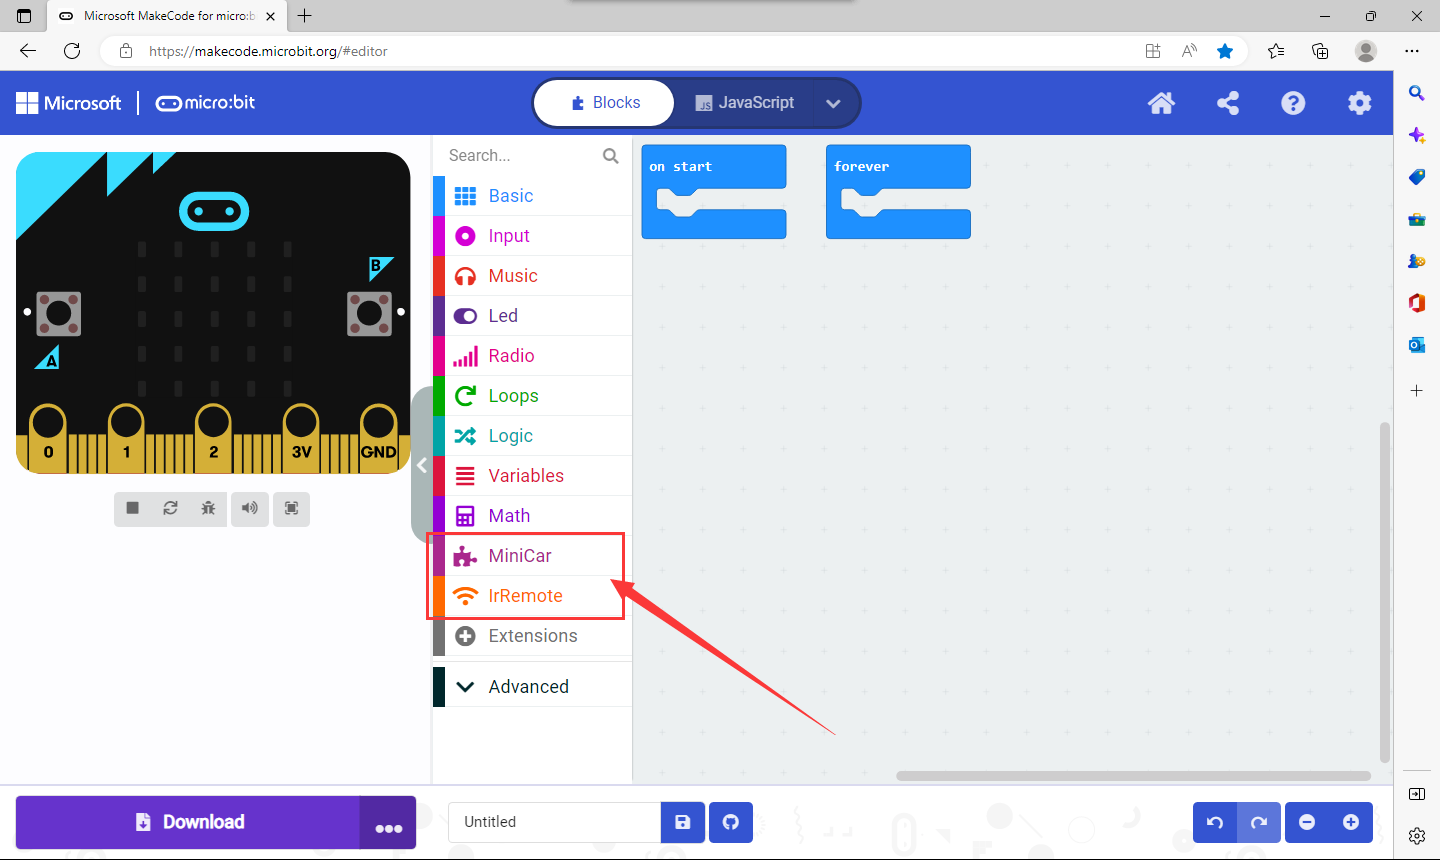 Microsoft MakeCode for micro:b
https://makecode.microbit.org/#editor
Microsoft
micro:bit
Blocks
JS JavaScript
Search...
on start
forever
Basic
Input
Music
Led
Radio
Loops
Logic
Variables
Math
MiniCar
IrRemote
Extensions
Advanced
B
A
0 1 2 3V GND
Download
Untitled